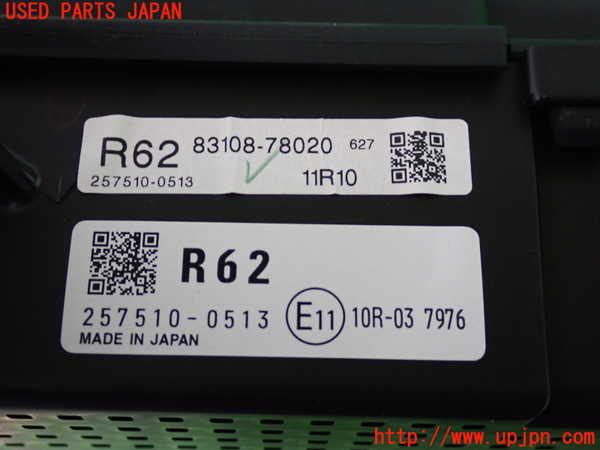 USED PARTS JAPAN
R62 83108-78020 627
257510-0513 11R10
R62
257510-0513 E11 10R-03 7976
MADE IN JAPAN
http://www.upjpn.com/